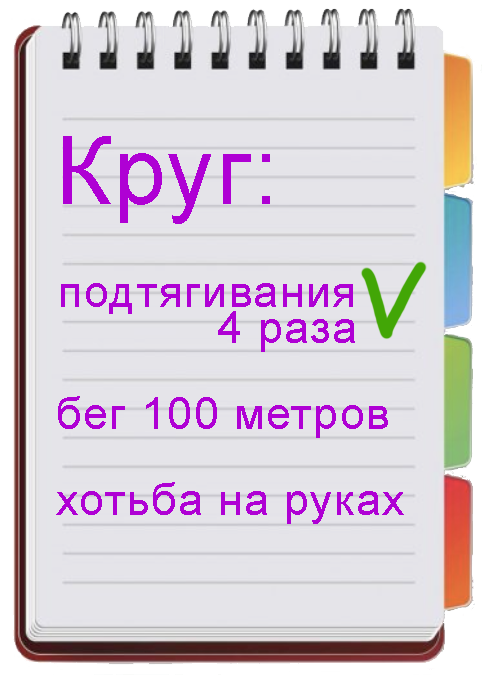 Круг:
подтягивания
4 раза
бег 100 метров
хотьба на руках